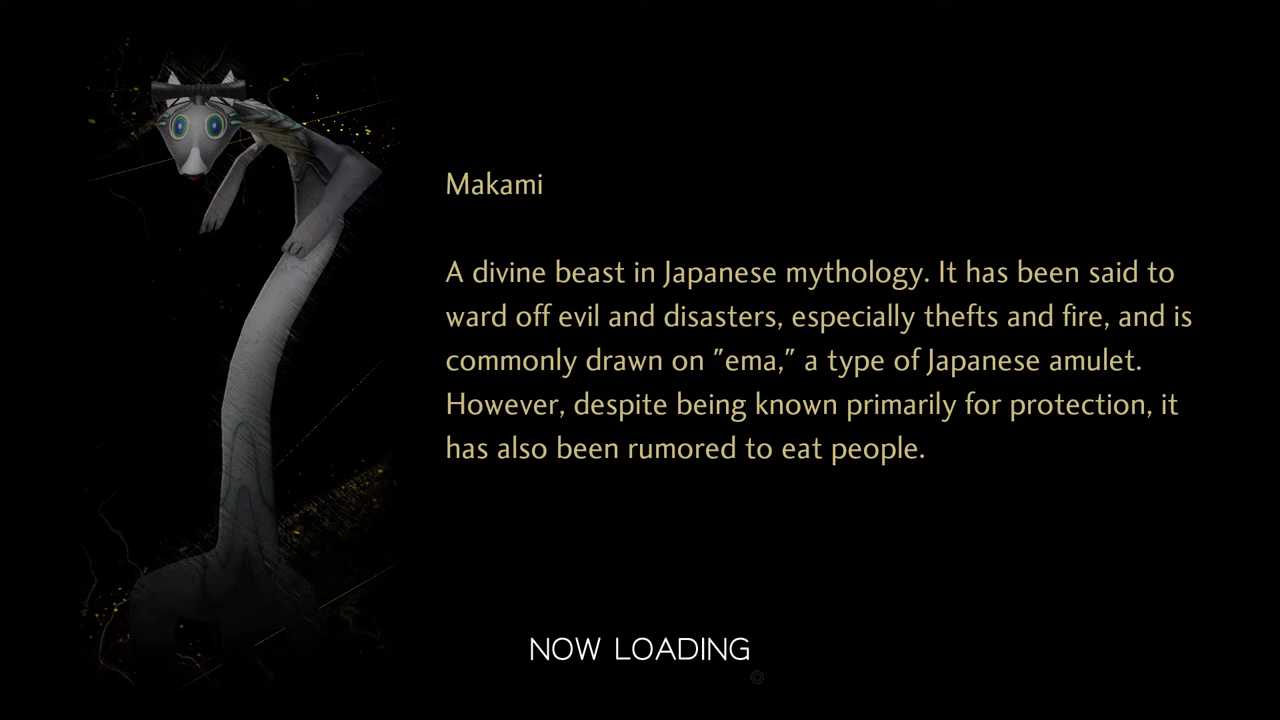 Makami
A divine beast in Japanese mythology. It has been said to
ward off evil and disasters, especially thefts and fire, and is
commonly drawn on "ema," a type of Japanese amulet.
However, despite being known primarily for protection, it
has also been rumored to eat people.
NOW LOADING